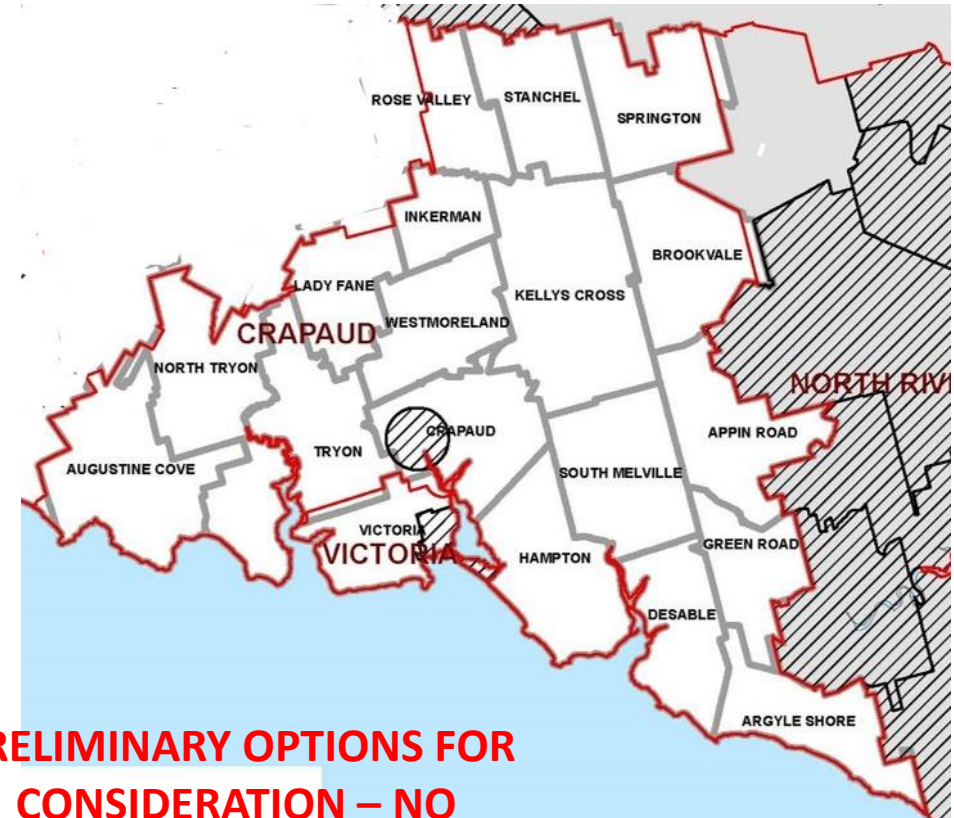 ROSE VALLEY
STANCHEL
SPRINGTON
INKERMAN
BROOKVALE
LADY FANE
KELLYS CROSS
WESTMORELAND
CRAPAUD
NORTH TRYON
NORTH RIV
CRAPAUD
APPIN ROAD
TRYON
AUGUSTINE COVE
SOUTH MELVILLE
VICTORIA
GREEN ROAD
VICTORIA
HAMPTON
DESABLE
ARGYLE SHORE
RELIMINARY OPTIONS FOR
CONSIDERATION – NO